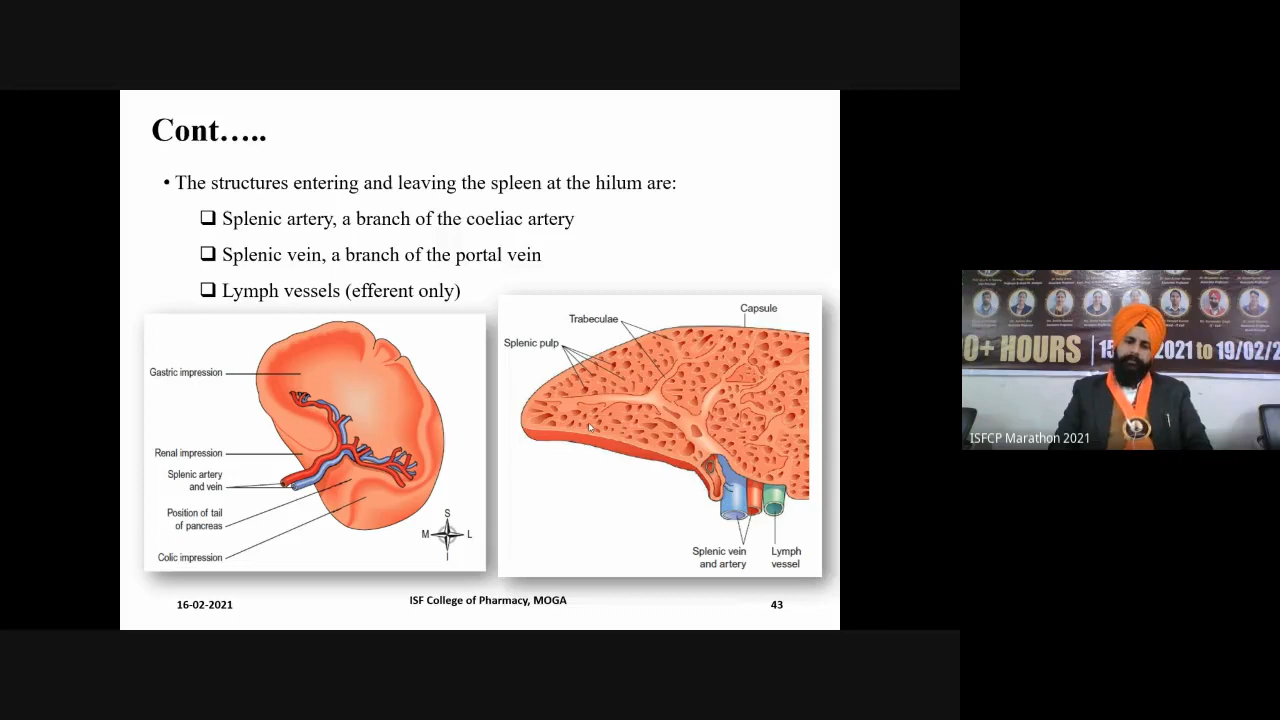 Cont…..
• The structures entering and leaving the spleen at the hilum are:
❑ Splenic artery, a branch of the coeliac artery
❑ Splenic vein, a branch of the portal vein
❑ Lymph vessels (efferent only)
Gastric impression
Renal impression
Splenic artery
and vein
Position of tail
of pancreas
Colic impression
S
M L
I
Capsule
Trabeculae
Splenic pulp
Splenic vein
and artery
Lymph
vessel
16-02-2021
ISF College of Pharmacy, MOGA
43
0+ HOURS
2021 to 19/02/2
ISFCP Marathon 2021